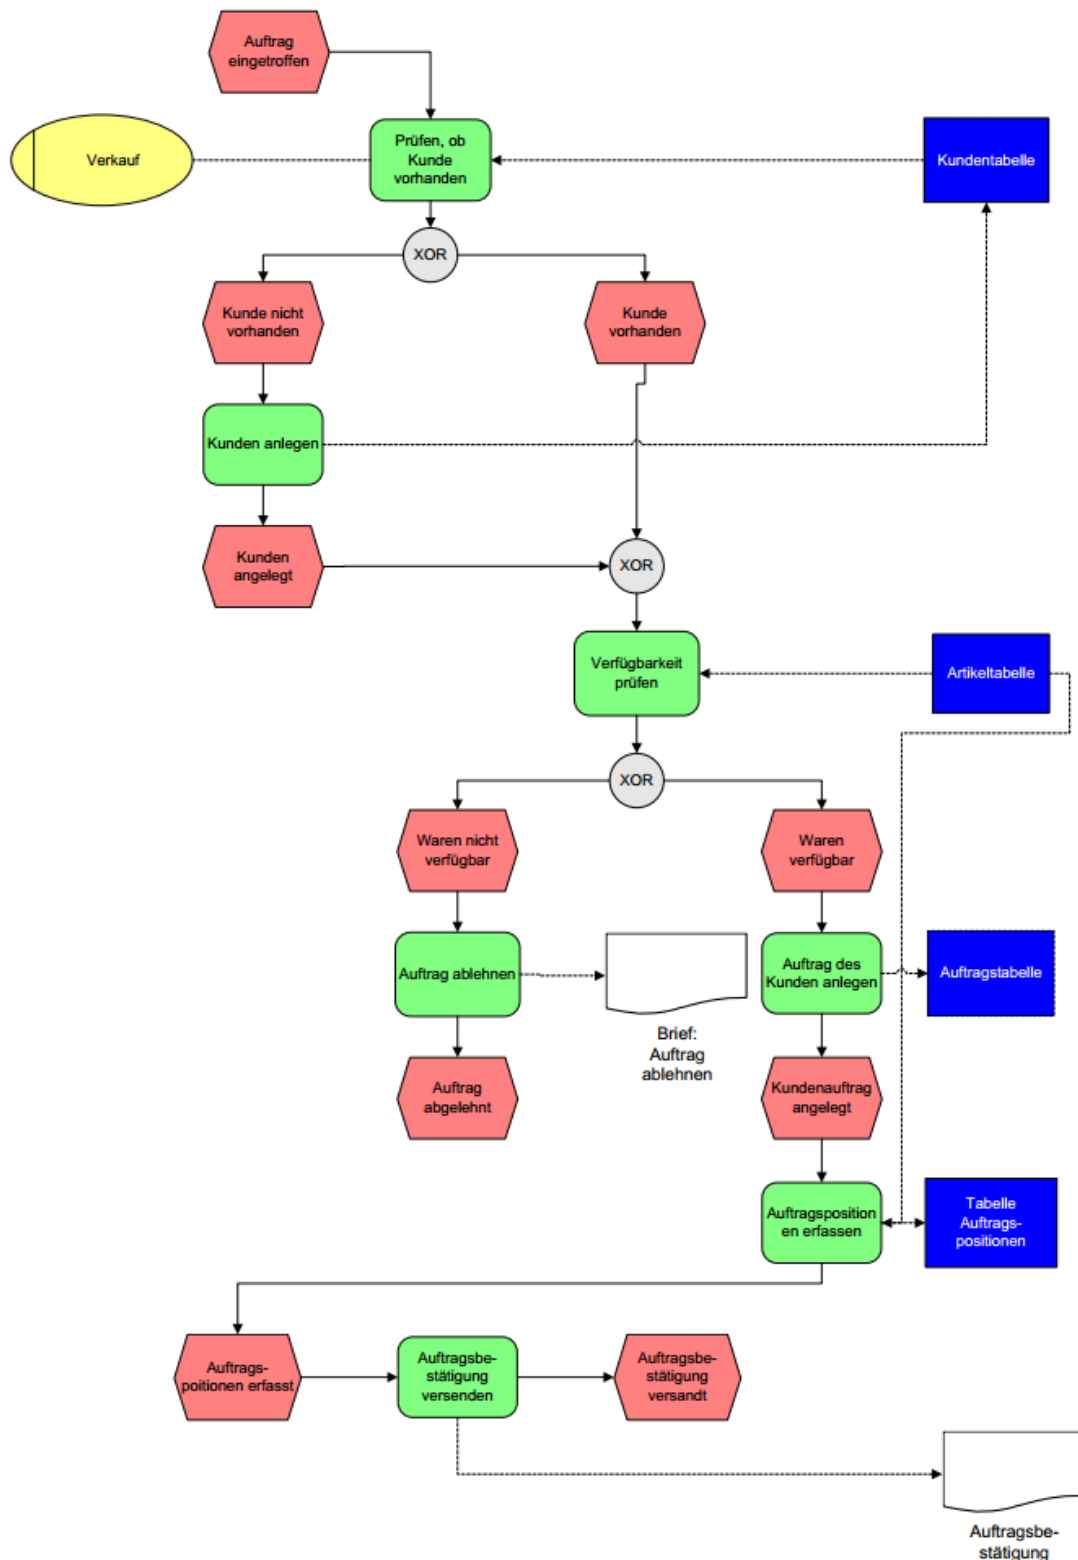 Auftrag
eingetroffen
Verkauf
Prüfen, ob
Kunde
vorhanden
Kundentabelle
XOR
Kunde nicht
vorhanden
Kunde
vorhanden
Kunden anlegen
Kunden
angelegt
XOR
Verfügbarkeit
prüfen
Artikeltabelle
XOR
Waren nicht
verfügbar
Waren
verfügbar
Auftrag ablehnen
Brief:
Auftrag
ablehnen
Auftrag des
Kunden anlegen
Auftragstabelle
Auftrag
abgelehnt
Kundenauftrag
angelegt
Auftragsposition
en erfassen
Tabelle
Auftrags-
positionen
Auftrags-
poitionen erfasst
Auftragsbe-
stätigung
versenden
Auftragsbe-
stätigung
versandt
Auftragsbe-
stätigung